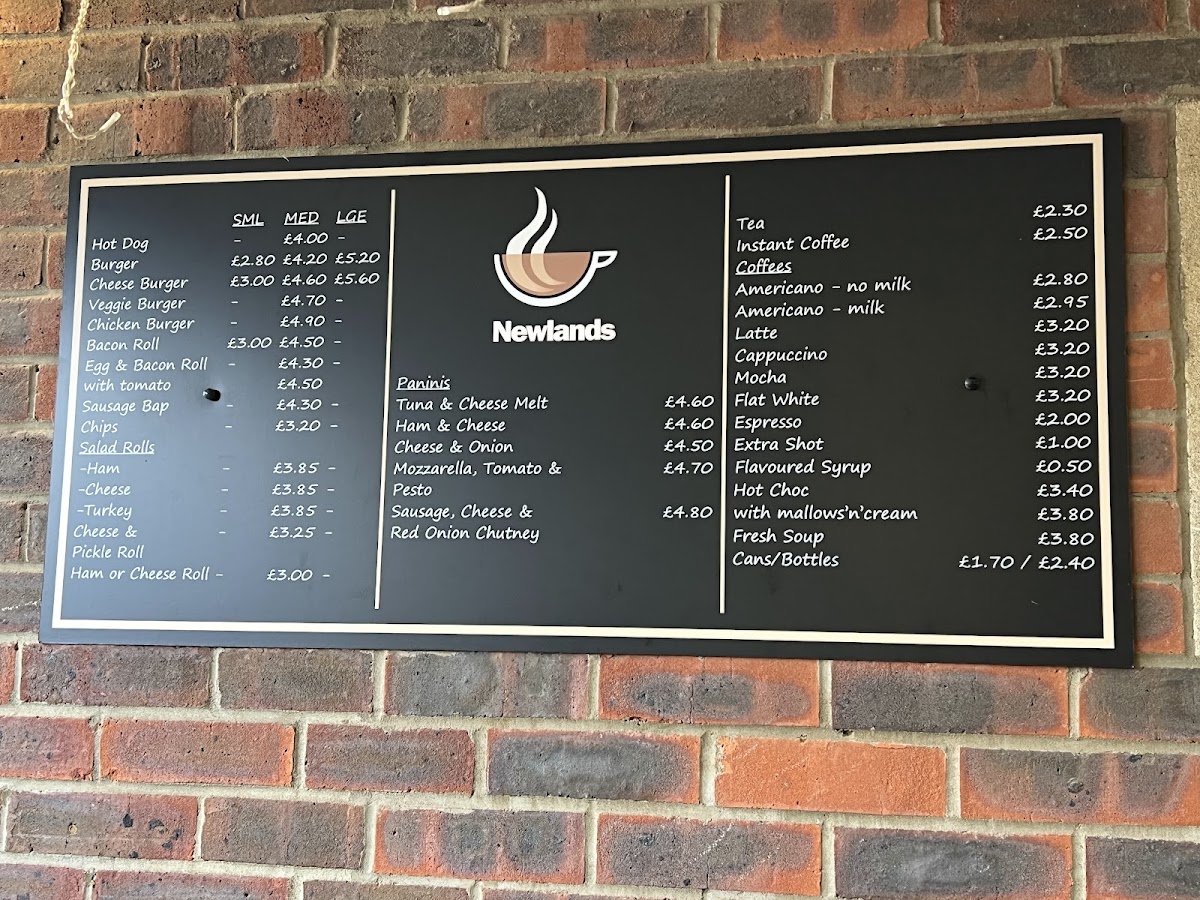 SML MED LGE
Hot Dog - £4.00 -
Burger £2.80 £4.20 £5.20
Cheese Burger £3.00 £4.60 £5.60
Veggie Burger - £4.70 -
Chicken Burger - £4.90 -
Bacon Roll £3.00 £4.50 -
Egg & Bacon Roll - £4.30 -
with tomato £4.50
Sausage Bap - £4.30 -
Chips - £3.20 -
Salad Rolls
-Ham - £3.85 -
-Cheese - £3.85 -
-Turkey - £3.85 -
Cheese & - £3.25 -
Pickle Roll
Ham or Cheese Roll - £3.00 -
Newlands
Paninis
Tuna & Cheese Melt £4.60
Ham & Cheese £4.60
Cheese & Onion £4.50
Mozzarella, Tomato & £4.70
Pesto
Sausage, Cheese & £4.80
Red Onion Chutney
Tea £2.30
Instant Coffee £2.50
Coffees
Americano - no milk £2.80
Americano - milk £2.95
Latte £3.20
Cappuccino £3.20
Mocha £3.20
Flat White £3.20
Espresso £2.00
Extra Shot £1.00
Flavoured Syrup £0.50
Hot Choc £3.40
with mallows'n'cream £3.80
Fresh Soup £3.80
Cans/Bottles £1.70 / £2.40